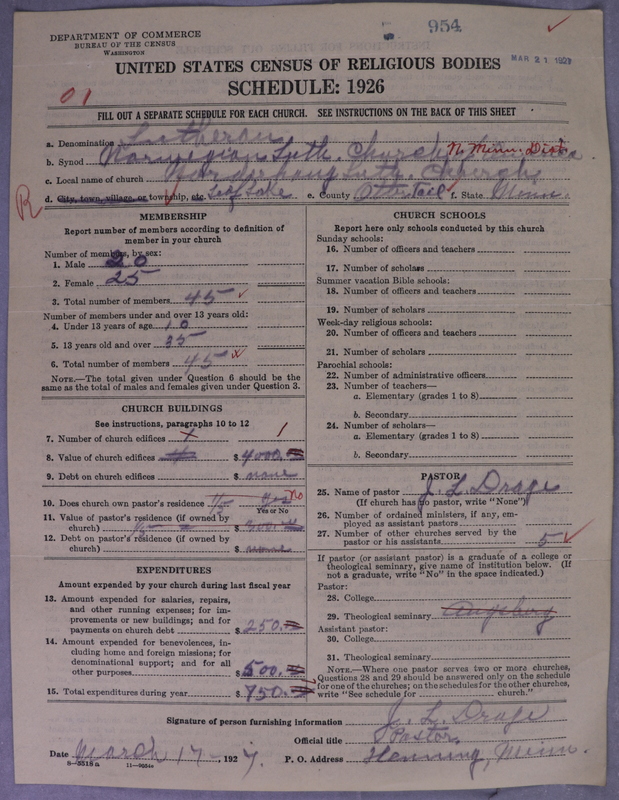 954
DEPARTMENT OF COMMERCE
BUREAU OF THE CENSUS
WASHINGTON
MAR 21 1927
UNITED STATES CENSUS OF RELIGIOUS BODIES
SCHEDULE: 1926
01
FILL OUT A SEPARATE SCHEDULE FOR EACH CHURCH. SEE INSTRUCTIONS ON THE BACK OF THIS SHEET
a. Denomination Lutheran
b. Synod Norwegian Luth. Church N. Minn. Dist.
c. Local name of church Luth. Church
d. City, town, village, or township, etc. Leaf Lake e. County Otter Tail f. State Minn.
R
MEMBERSHIP
Report number of members according to definition of
member in your church
Number of members, by sex:
1. Male 20
2. Female 25
3. Total number of members 45
Number of members under and over 13 years old:
4. Under 13 years of age 10
5. 13 years old and over 35
6. Total number of members 45
NOTE.—The total given under Question 6 should be the
same as the total of males and females given under Question 3.
CHURCH BUILDINGS
See instructions, paragraphs 10 to 12
7. Number of church edifices 1
8. Value of church edifices $ 4000.
9. Debt on church edifices $ none
10. Does church own pastor's residence 1/5 Yes No
Yes or No
11. Value of pastor's residence (if owned by
church) $
12. Debt on pastor's residence (if owned by
church) $ none
EXPENDITURES
Amount expended by your church during last fiscal year
13. Amount expended for salaries, repairs,
and other running expenses; for im-
provements or new buildings; and for
payments on church debt $ 250.
14. Amount expended for benevolences, in-
cluding home and foreign missions; for
denominational support; and for all
other purposes $ 500.
15. Total expenditures during year $ 750.
CHURCH SCHOOLS
Report here only schools conducted by this church
Sunday schools:
16. Number of officers and teachers
17. Number of scholars
Summer vacation Bible schools:
18. Number of officers and teachers
19. Number of scholars
Week-day religious schools:
20. Number of officers and teachers
21. Number of scholars
Parochial schools:
22. Number of administrative officers
23. Number of teachers—
a. Elementary (grades 1 to 8)
b. Secondary
24. Number of scholars—
a. Elementary (grades 1 to 8)
b. Secondary
PASTOR
25. Name of pastor J. L. Drage
(If church has no pastor, write "None")
26. Number of ordained ministers, if any, em-
ployed as assistant pastors
27. Number of other churches served by the
pastor or his assistants 5
If pastor (or assistant pastor) is a graduate of a college or
theological seminary, give name of institution below. (If
not a graduate, write "No" in the space indicated.)
Pastor:
28. College
29. Theological seminary Augsburg
Assistant pastor:
30. College
31. Theological seminary
NOTE.—Where one pastor serves two or more churches,
Questions 28 and 29 should be answered only on the schedule
for one of the churches; on the schedules for the other churches,
write "See schedule for church."
Signature of person furnishing information J. L. Drage
Official title Pastor
Date March 17, 1927. P. O. Address Henning, Minn.
8—5518a 11—9054